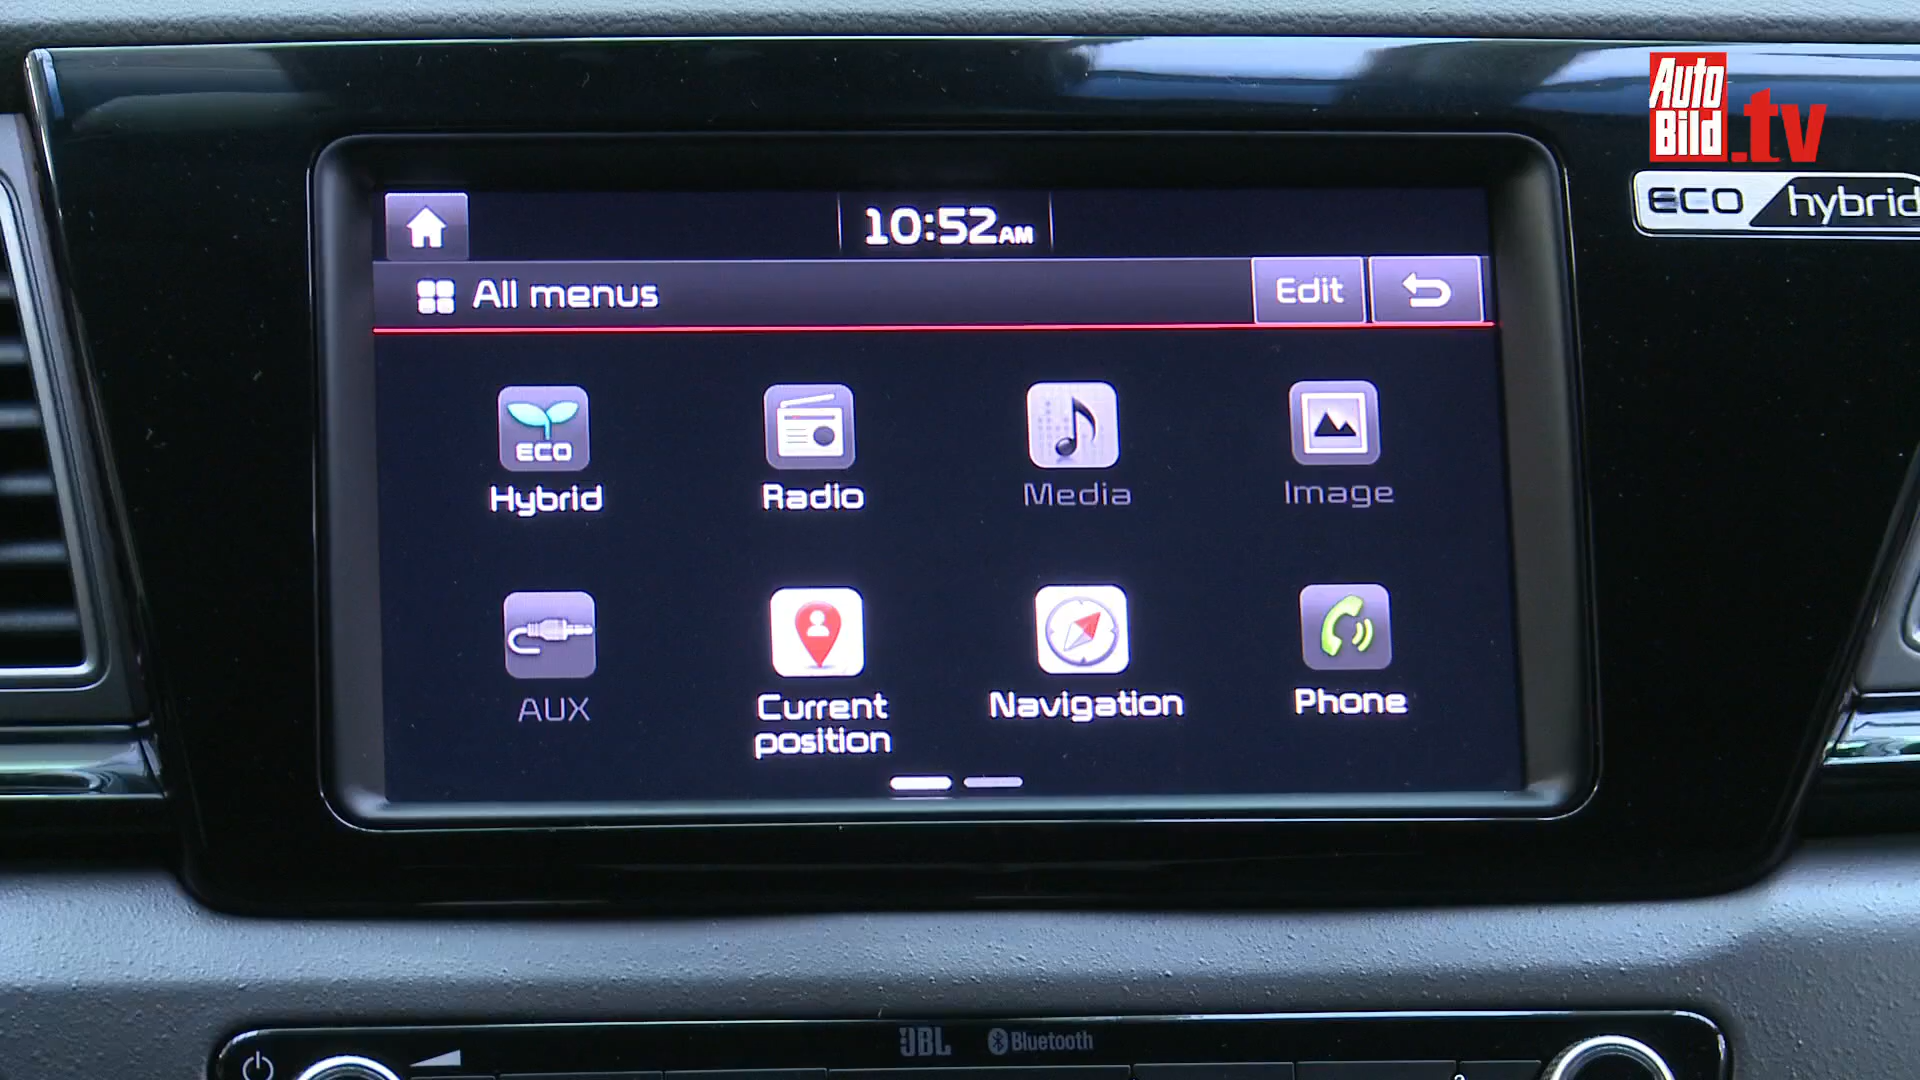 Auto
Bild
.tv
ECO hybrid
10:52AM
All menus
Edit
ECO
Hybrid
Radio
Media
Image
AUX
Current
position
Navigation
Phone
JBL
Bluetooth